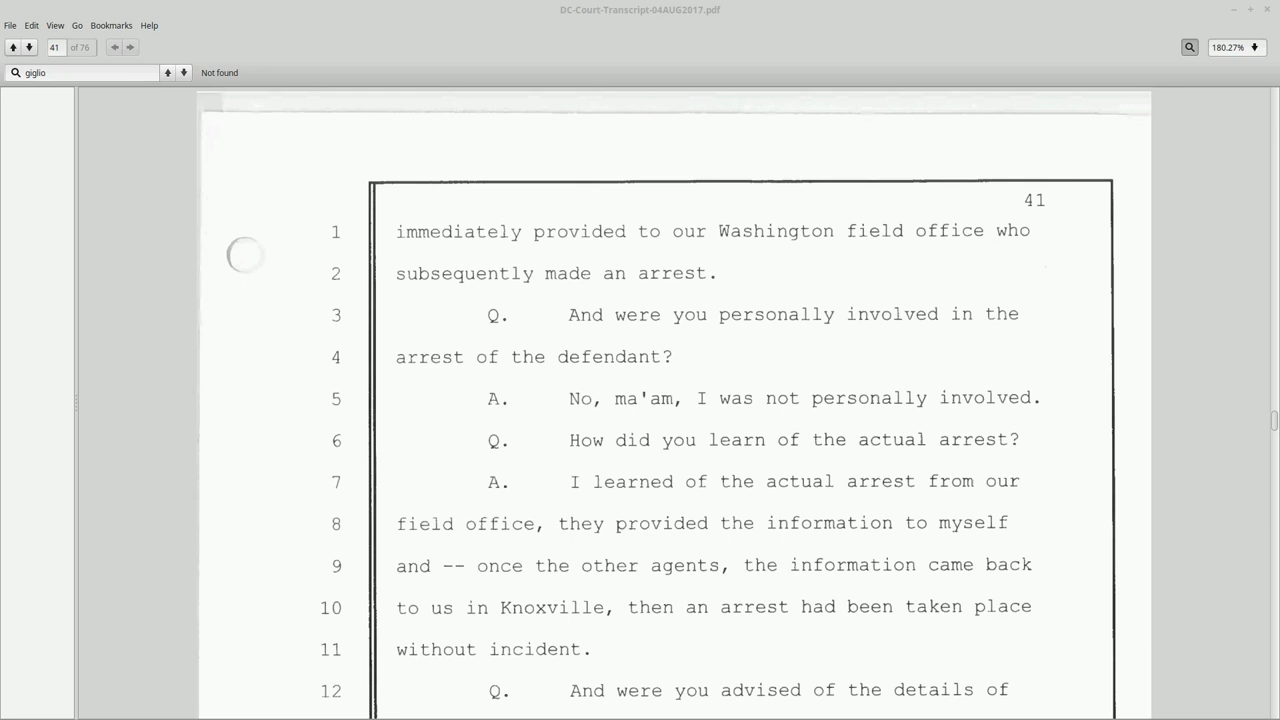 DC-Court-Transcript-04AUG2017.pdf
File Edit View Go Bookmarks Help
41 of 76
180.27%
giglio Not found
41
1 immediately provided to our Washington field office who
2 subsequently made an arrest.
3 Q. And were you personally involved in the
4 arrest of the defendant?
5 A. No, ma'am, I was not personally involved.
6 Q. How did you learn of the actual arrest?
7 A. I learned of the actual arrest from our
8 field office, they provided the information to myself
9 and -- once the other agents, the information came back
10 to us in Knoxville, then an arrest had been taken place
11 without incident.
12 Q. And were you advised of the details of